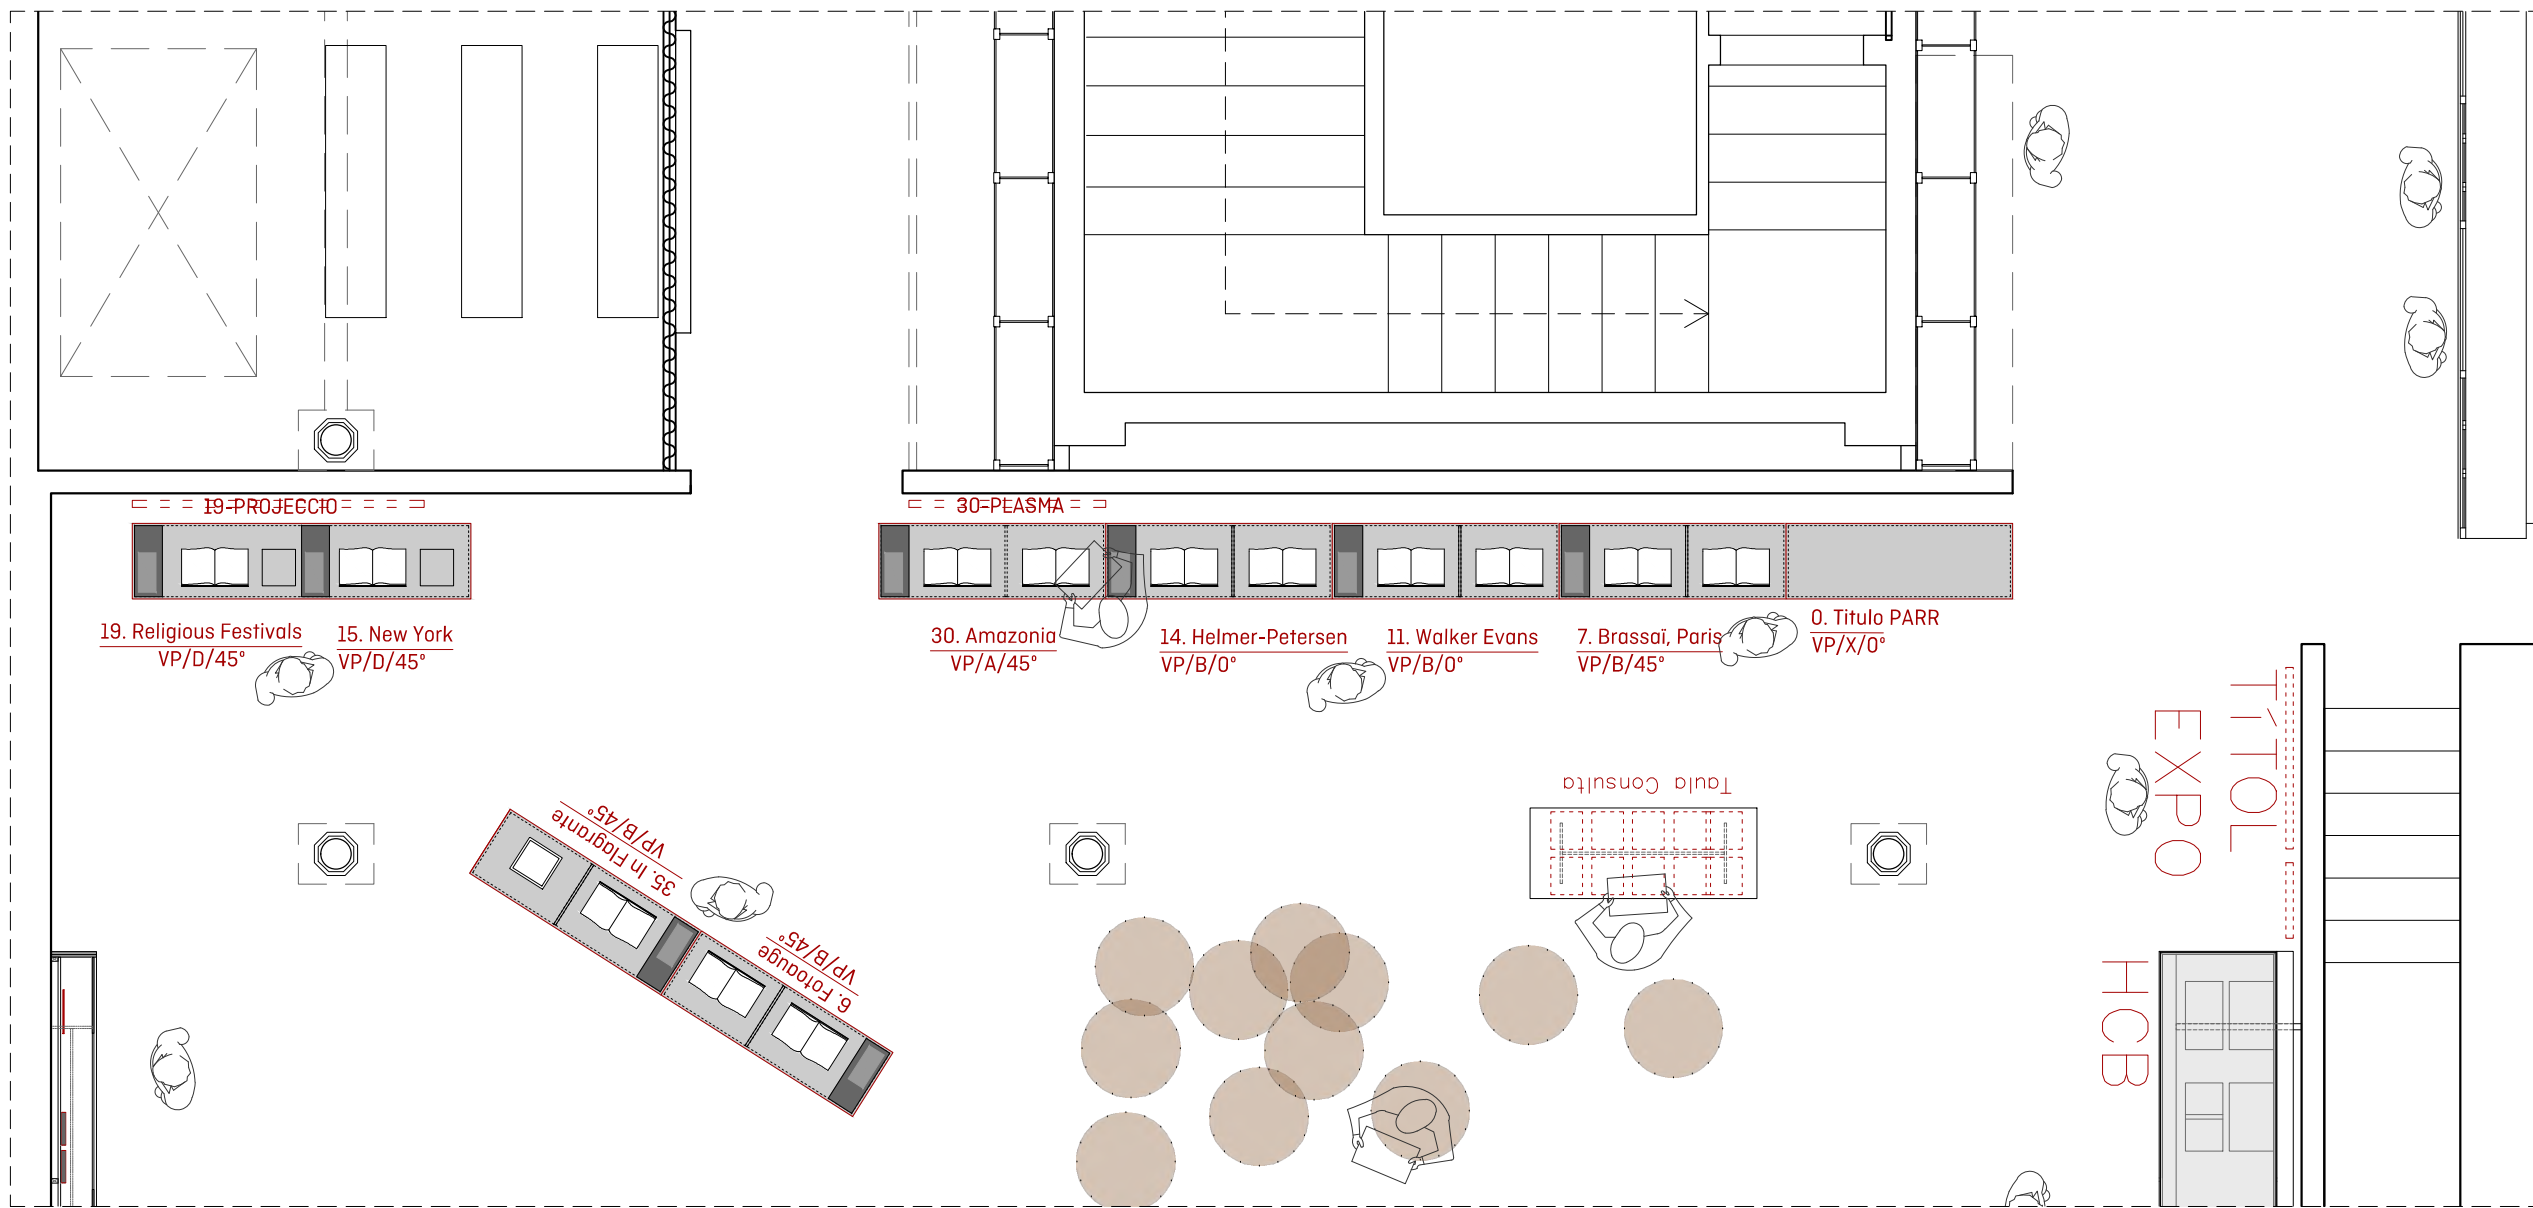 19-PROJECCIO
30-PLASMA
19. Religious Festivals
VP/D/45°
15. New York
VP/D/45°
30. Amazonia
VP/A/45°
14. Helmer-Petersen
VP/B/0°
11. Walker Evans
VP/B/0°
7. Brassaï, Paris
VP/B/45°
0. Titulo PARR
VP/X/0°
35. In Flagrante
VP/B/45°
6. Fotoauge
VP/B/45°
Taula Consulta
TÍTOL
EXPO
HCB